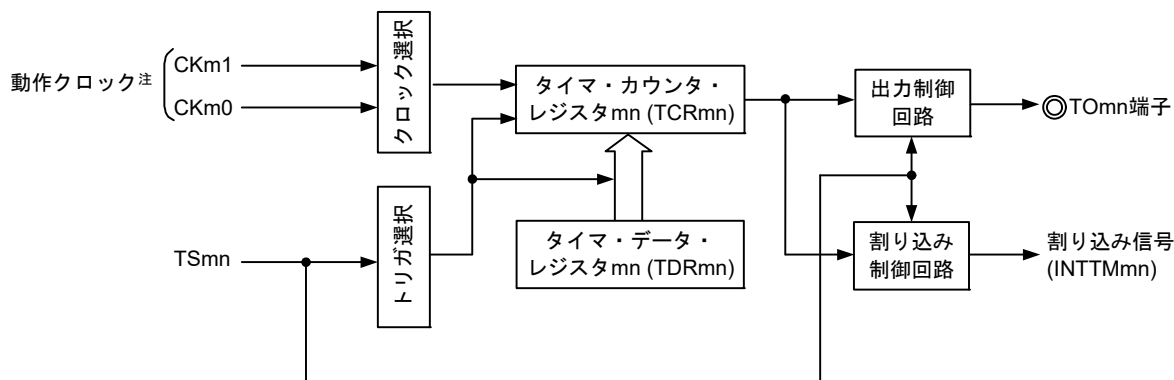 動作クロック注
CKm1
CKm0
クロック選択
タイマ・カウンタ・
レジスタmn (TCRmn)
出力制御
回路
TOmn端子
TSmn
トリガ選択
タイマ・データ・
レジスタmn (TDRmn)
割り込み
制御回路
割り込み信号
(INTTMmn)